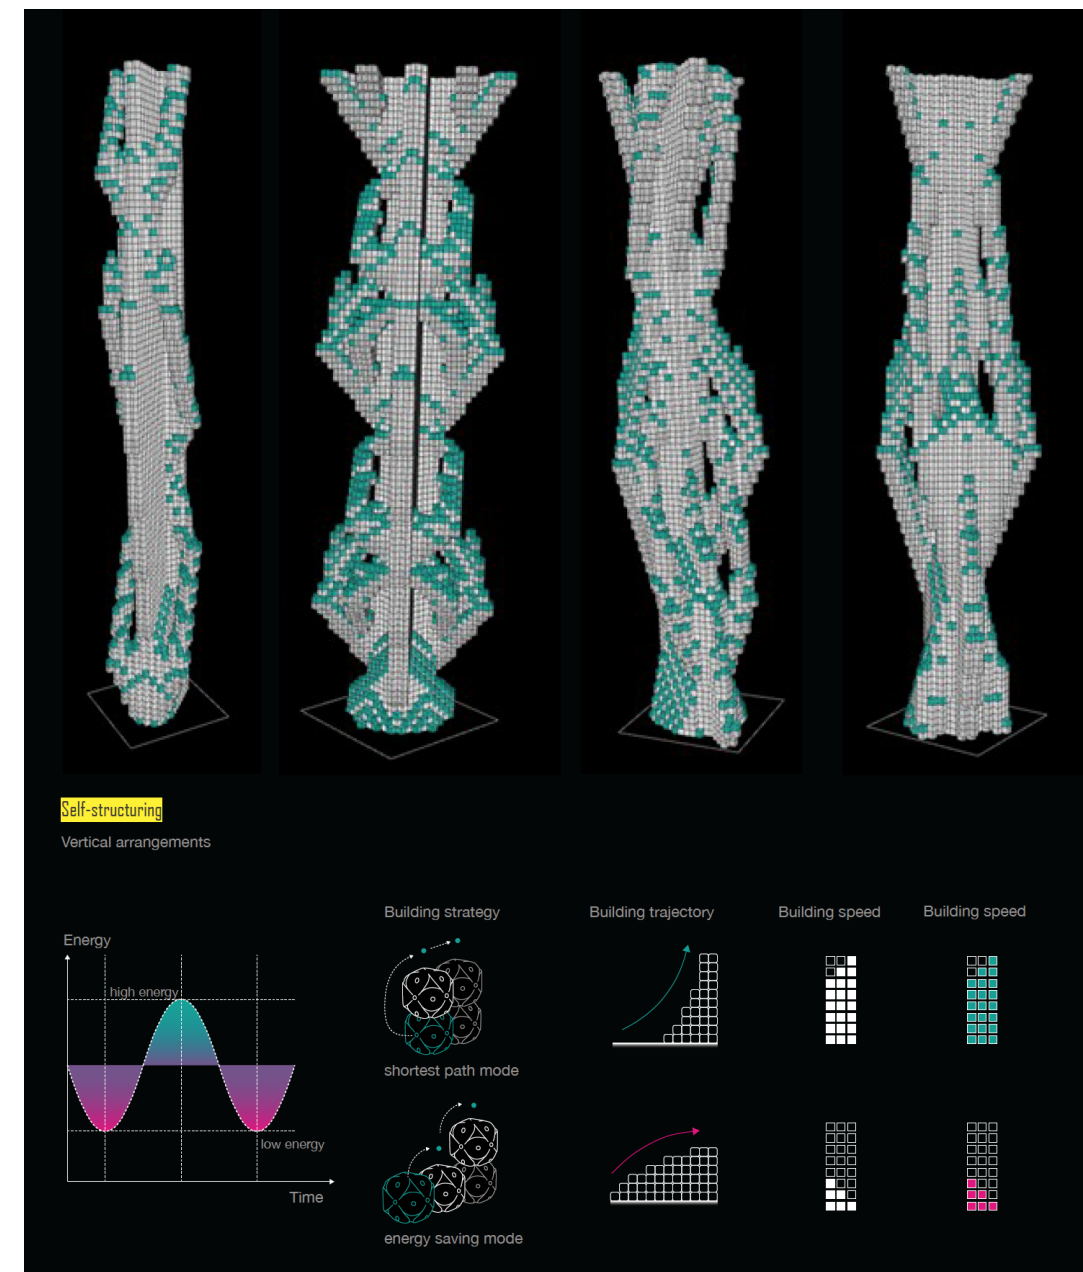 Self-structuring
Vertical arrangements
Building strategy
Building trajectory
Building speed
Building speed
Energy
high energy
shortest path mode
low energy
Time
energy saving mode